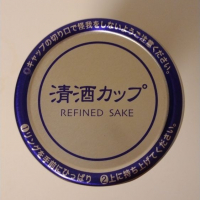 ◎キャップの切り口で怪我をしないようご注意ください。
清酒カップ
REFINED SAKE
①リングを手前にひっぱり ②上に持ち上げてください。